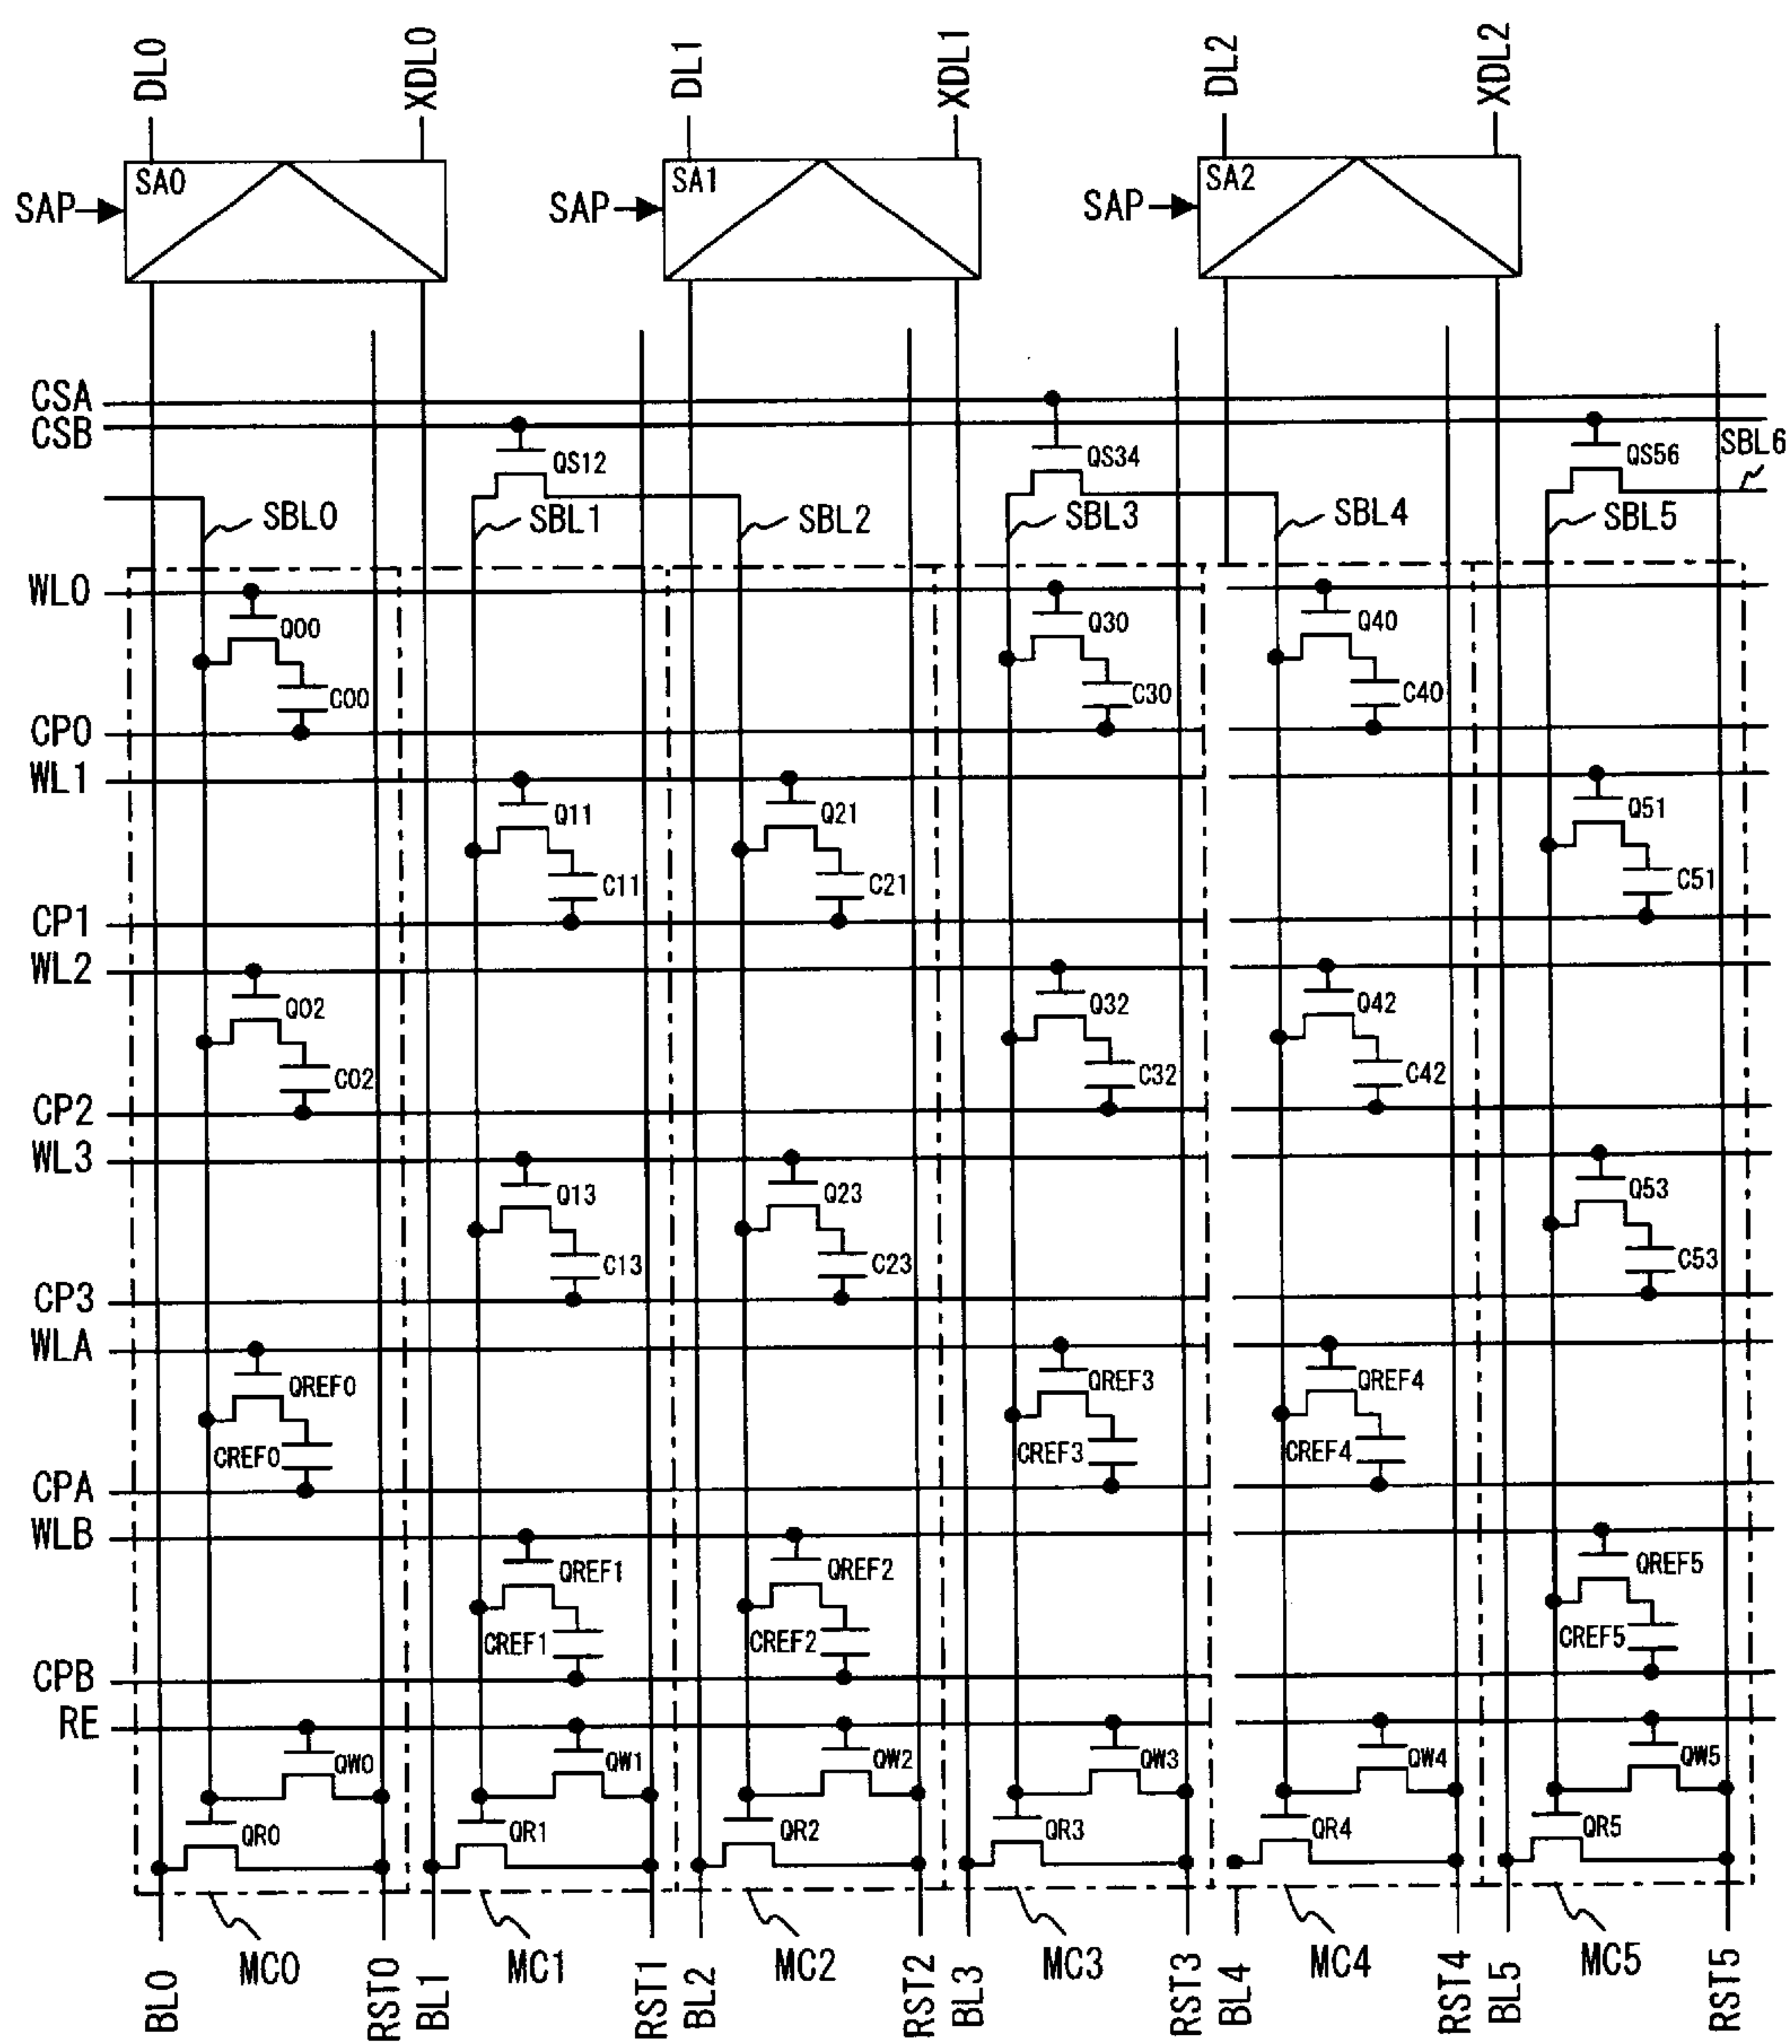 DL0 XDL0 DL1 XDL1 DL2 XDL2
SA0 SA1 SA2
SAP SAP SAP
CSA
CSB
QS12 QS34 QS56 SBL6
SBL0 SBL1 SBL2 SBL3 SBL4 SBL5
WL0
Q00 Q30 Q40
C00 C30 C40
CP0
WL1
Q11 Q21 Q51
C11 C21 C51
CP1
WL2
Q02 Q32 Q42
C02 C32 C42
CP2
WL3
Q13 Q23 Q53
C13 C23 C53
CP3
WLA
QREF0 QREF3 QREF4
CREF0 CREF3 CREF4
CPA
WLB
QREF1 QREF2 QREF5
CREF1 CREF2 CREF5
CPB
RE
QW0 QW1 QW2 QW3 QW4 QW5
QR0 QR1 QR2 QR3 QR4 QR5
MC0 MC1 MC2 MC3 MC4 MC5
BL0 RST0 BL1 RST1 BL2 RST2 BL3 RST3 BL4 RST4 BL5 RST5